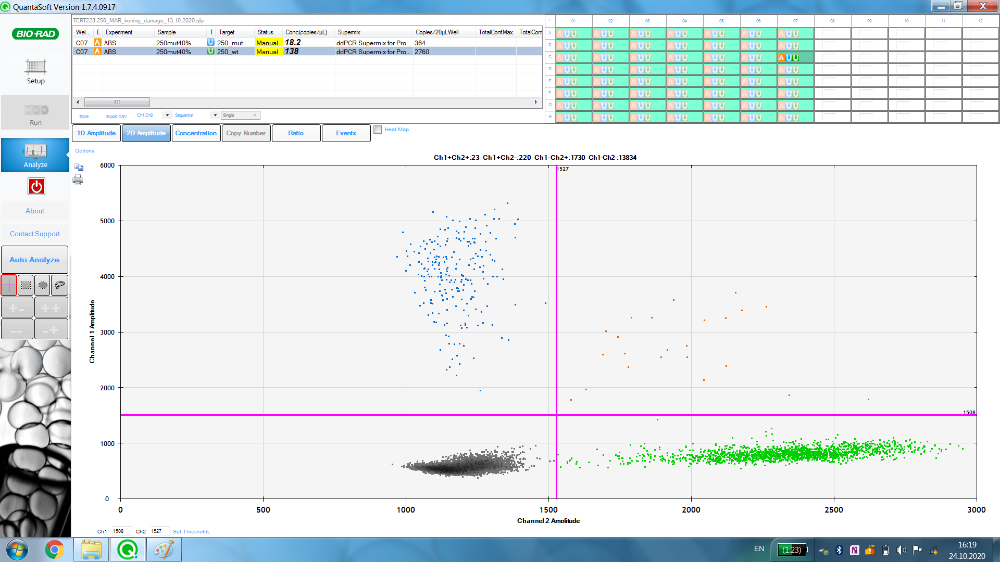 QuantaSoft Version 1.7.4.0917
BIO-RAD
Setup
Run
Analyze
About
Contact Support
Auto Analyze
TERT228-250_MAR_ironing_damage_13.10.2020.qlp
Wel... E Experiment Sample T Target Status Conc(copies/µL) Supermix Copies/20µLWell TotalConfMax TotalCon
C07 A ABS 250mut40% U 250_mut Manual 18.2 ddPCR Supermix for Pro... 364
C07 A ABS 250mut40% U 250_wt Manual 138 ddPCR Supermix for Pro... 2760
Table Export CSV Ch1,Ch2 Sequential Single
01 02 03 04 05 06 07 08 09 10 11 12
A AUU AUU AUU AUU AUU AUU AUU
B AUU AUU AUU AUU AUU AUU AUU
C AUU AUU AUU AUU AUU AUU AUU
D AUU AUU AUU AUU AUU AUU AUU
E AUU AUU AUU AUU AUU AUU AUU
F AUU AUU AUU AUU AUU AUU AUU
G AUU AUU AUU AUU AUU AUU AUU
H AUU AUU AUU AUU AUU AUU AUU
1D Amplitude 2D Amplitude Concentration Copy Number Ratio Events Heat Map
Options
Ch1+Ch2+:23 Ch1+Ch2-:220 Ch1-Ch2+:1730 Ch1-Ch2-:13834
6000
5000
4000
3000
2000
1000
0
Channel 1 Amplitude
1527
1508
0 500 1000 1500 2000 2500 3000
Channel 2 Amplitude
Ch1 1508 Ch2 1527 Set Thresholds
EN (1:23) 16:19
24.10.2020